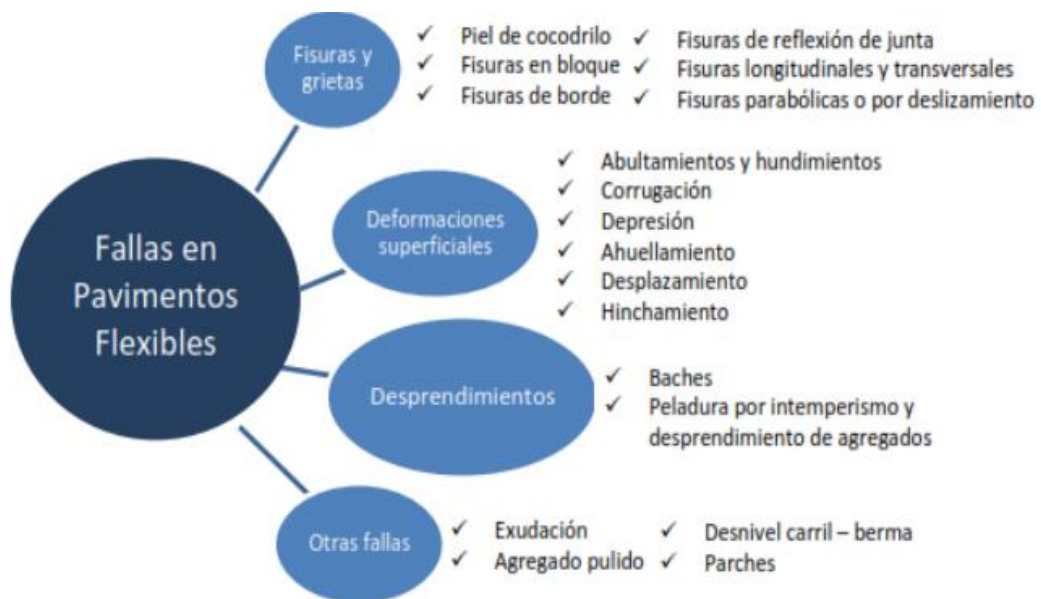 Fallas en
Pavimentos
Flexibles
Fisuras y
grietas
✓ Piel de cocodrilo
✓ Fisuras en bloque
✓ Fisuras de borde
✓ Fisuras de reflexión de junta
✓ Fisuras longitudinales y transversales
✓ Fisuras parabólicas o por deslizamiento
Deformaciones
superficiales
✓ Abultamientos y hundimientos
✓ Corrugación
✓ Depresión
✓ Ahuellamiento
✓ Desplazamiento
✓ Hinchamiento
Desprendimientos
✓ Baches
✓ Peladura por intemperismo y
desprendimiento de agregados
Otras fallas
✓ Exudación
✓ Agregado pulido
✓ Desnivel carril – berma
✓ Parches